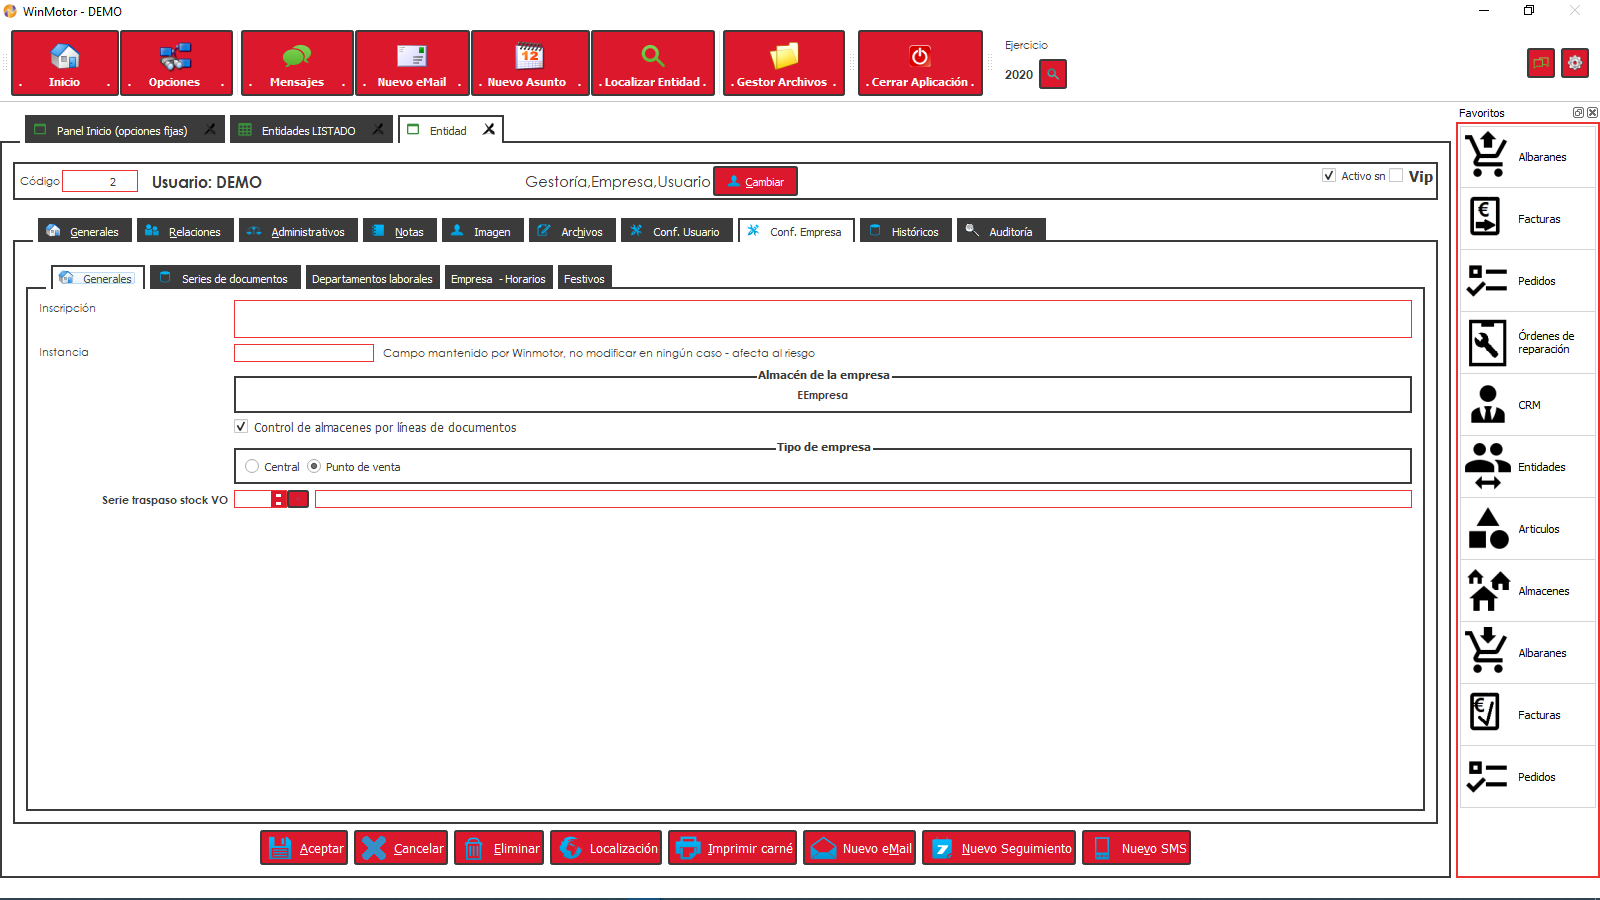 WinMotor - DEMO
. Inicio .
. Opciones .
. Mensajes .
. Nuevo eMail .
. Nuevo Asunto .
12
. Localizar Entidad .
. Gestor Archivos .
. Cerrar Aplicación .
Ejercicio
2020
Favoritos
Panel Inicio (opciones fijas)
Entidades LISTADO
Entidad
Código
2
Usuario: DEMO
Gestoría,Empresa,Usuario
Cambiar
Activo sn
Vip
Generales
Relaciones
Administrativos
Notas
Imagen
Archivos
Conf. Usuario
Conf. Empresa
Históricos
Auditoría
Generales
Series de documentos
Departamentos laborales
Empresa - Horarios
Festivos
Inscripción
Instancia
Campo mantenido por Winmotor, no modificar en ningún caso - afecta al riesgo
Almacén de la empresa
EEmpresa
Control de almacenes por líneas de documentos
Tipo de empresa
Central
Punto de venta
Serie traspaso stock VO
Aceptar
Cancelar
Eliminar
Localización
Imprimir carné
Nuevo eMail
7
Nuevo Seguimiento
Nuevo SMS
Albaranes
€
Facturas
Pedidos
Órdenes de
reparación
CRM
Entidades
Articulos
Almacenes
Albaranes
€
Facturas
Pedidos